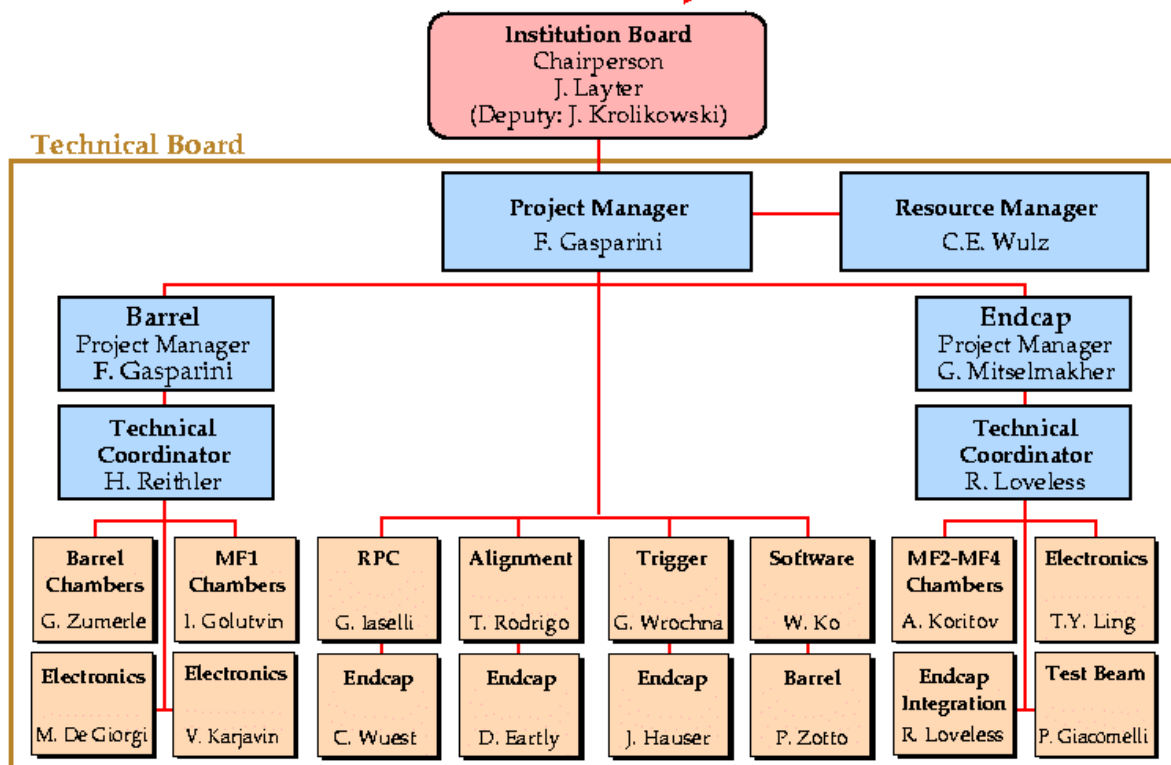 Institution Board
Chairperson
J. Layter
(Deputy: J. Krolikowski)
Technical Board
Project Manager
F. Gasparini
Resource Manager
C.E. Wulz
Barrel
Project Manager
F. Gasparini
Endcap
Project Manager
G. Mitselmakher
Technical
Coordinator
H. Reithler
Technical
Coordinator
R. Loveless
Barrel
Chambers
G. Zumerle
MF1
Chambers
I. Golutvin
RPC
G. Iaselli
Alignment
T. Rodrigo
Trigger
G. Wrochna
Software
W. Ko
MF2-MF4
Chambers
A. Koritov
Electronics
T.Y. Ling
Electronics
M. De Giorgi
Electronics
V. Karjavin
Endcap
C. Wuest
Endcap
D. Eartly
Endcap
J. Hauser
Barrel
P. Zotto
Endcap
Integration
R. Loveless
Test Beam
P. Giacomelli